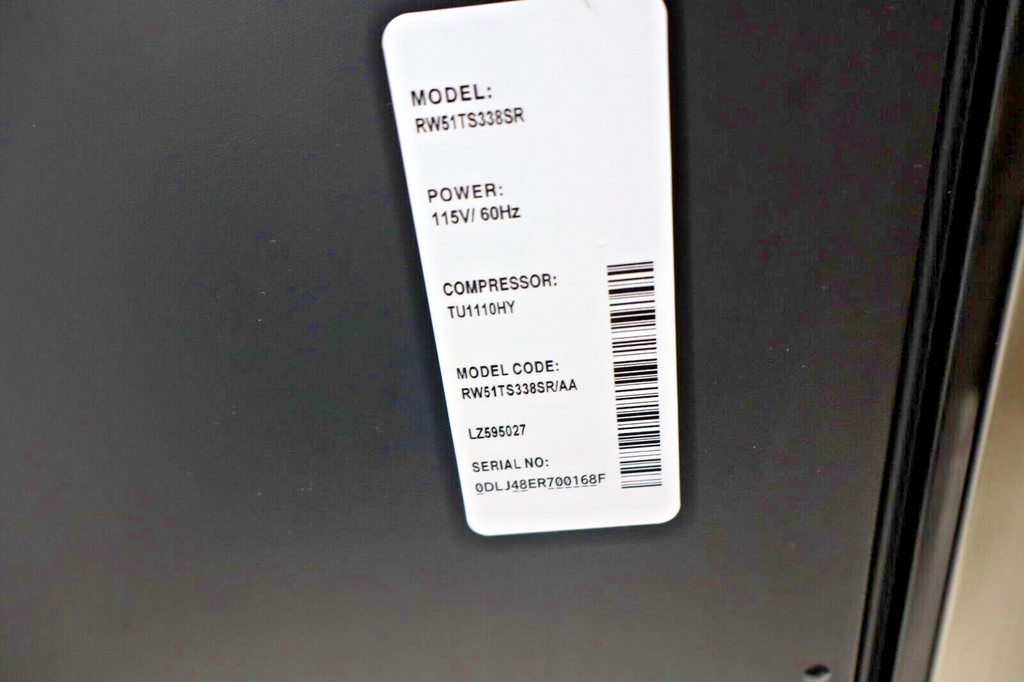 MODEL:
RW51TS338SR
POWER:
115V/ 60Hz
COMPRESSOR:
TU1110HY
MODEL CODE:
RW51TS338SR/AA
LZ595027
SERIAL NO:
0DLJ48ER700168F